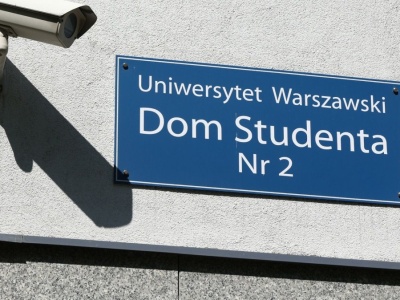 Uniwersytet Warszawski
Dom Studenta
Nr 2